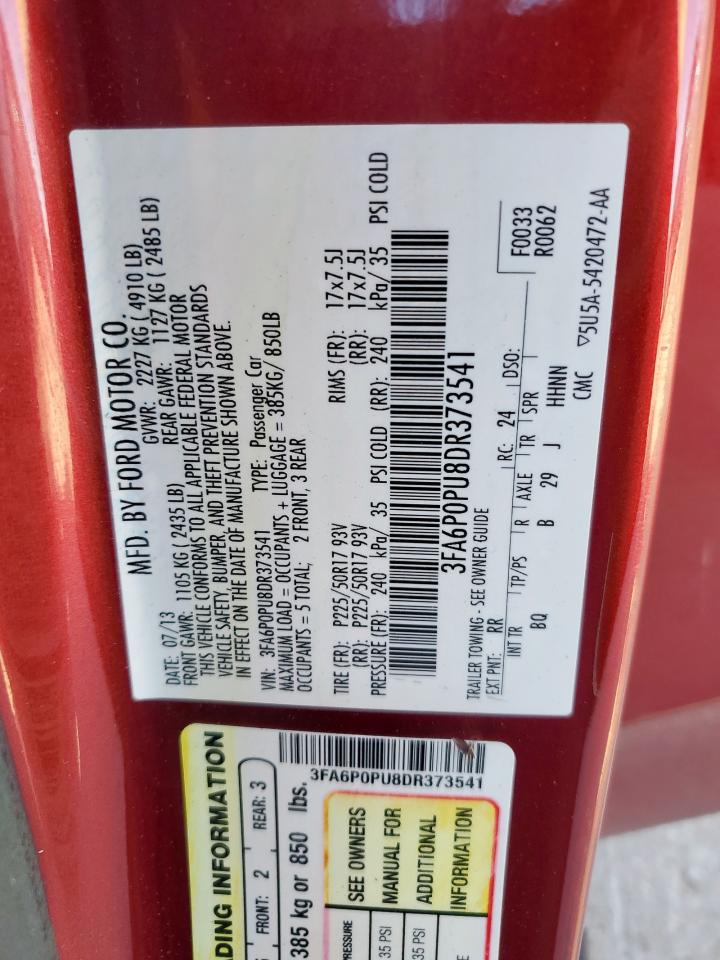 MFD. BY FORD MOTOR CO.
DATE: 07/13 GVWR: 2227 KG ( 4910 LB)
FRONT GAWR: 1105 KG ( 2435 LB) REAR GAWR: 1127 KG ( 2485 LB)
THIS VEHICLE CONFORMS TO ALL APPLICABLE FEDERAL MOTOR
VEHICLE SAFETY, BUMPER, AND THEFT PREVENTION STANDARDS
IN EFFECT ON THE DATE OF MANUFACTURE SHOWN ABOVE.
VIN: 3FA6P0PU8DR373541 TYPE: Passenger Car
MAXIMUM LOAD = OCCUPANTS + LUGGAGE = 385KG/ 850LB
OCCUPANTS = 5 TOTAL; 2 FRONT, 3 REAR
TIRE (FR): P225/50R17 93V RIMS (FR): 17x7.5J
(RR): P225/50R17 93V (RR): 17x7.5J
PRESSURE (FR): 240 kPa/ 35 PSI COLD (RR): 240 kPa/ 35 PSI COLD
3FA6P0PU8DR373541
TRAILER TOWING - SEE OWNER GUIDE
EXT PNT: RR RC: 24 DSO: F0033
R0062
INT TR TP/PS R AXLE TR SPR
BQ B 29 J HHNN
CMC ▽5U5A-5420472-AA
3FA6P0PU8DR373541
DING INFORMATION
FRONT: 2 REAR: 3
385 kg or 850 lbs.
PRESSURE SEE OWNERS
35 PSI MANUAL FOR
35 PSI ADDITIONAL
INFORMATION